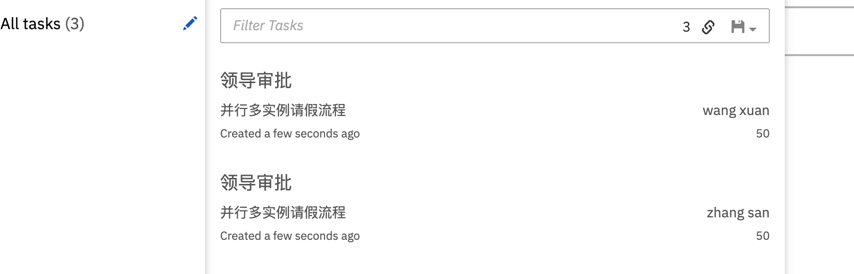 All tasks (3)
Filter Tasks 3
领导审批
并行多实例请假流程 wang xuan
Created a few seconds ago 50
领导审批
并行多实例请假流程 zhang san
Created a few seconds ago 50